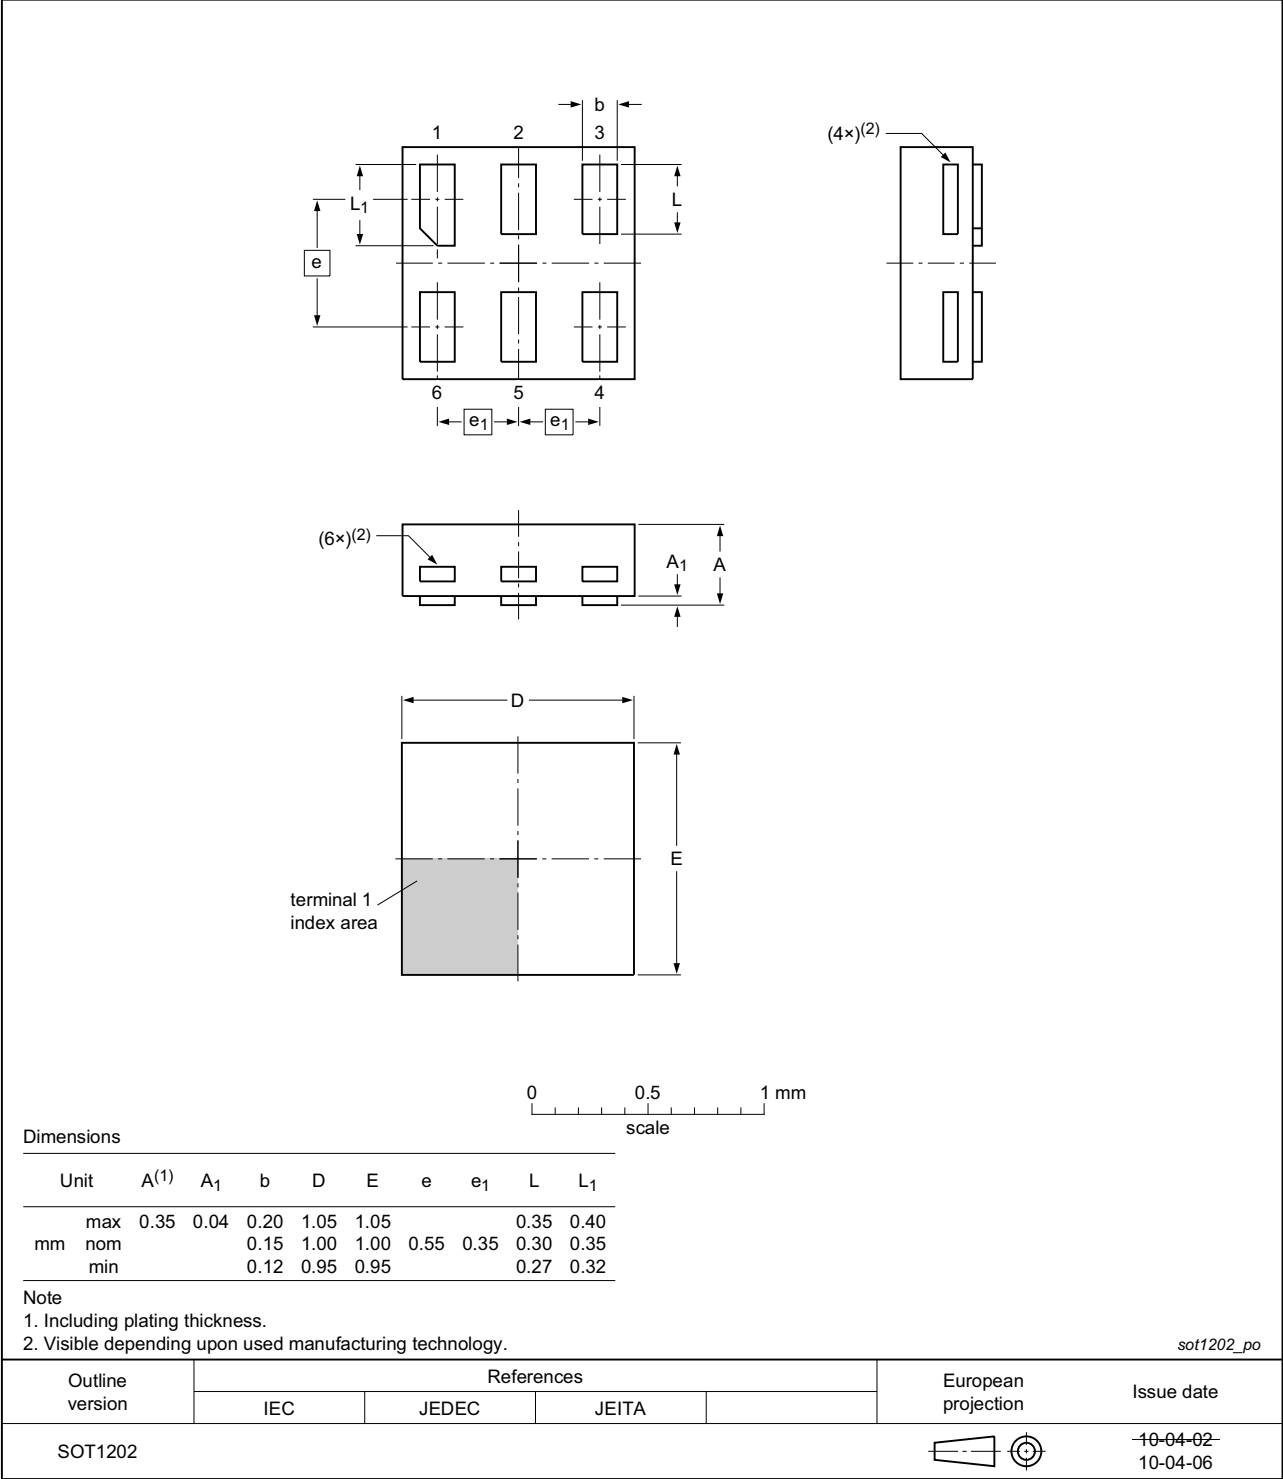 b
1 2 3
(4×)(2)
L1
L
e
6 5 4
e1 e1
(6×)(2)
A1 A
D
E
terminal 1
index area
0 0.5 1 mm
scale
Dimensions
Unit A(1) A1 b D E e e1 L L1
max 0.35 0.04 0.20 1.05 1.05 0.35 0.40
mm nom 0.15 1.00 1.00 0.55 0.35 0.30 0.35
min 0.12 0.95 0.95 0.27 0.32
Note
1. Including plating thickness.
2. Visible depending upon used manufacturing technology.
sot1202_po
Outline
version
References
IEC JEDEC JEITA
European
projection
Issue date
SOT1202
10-04-02
10-04-06